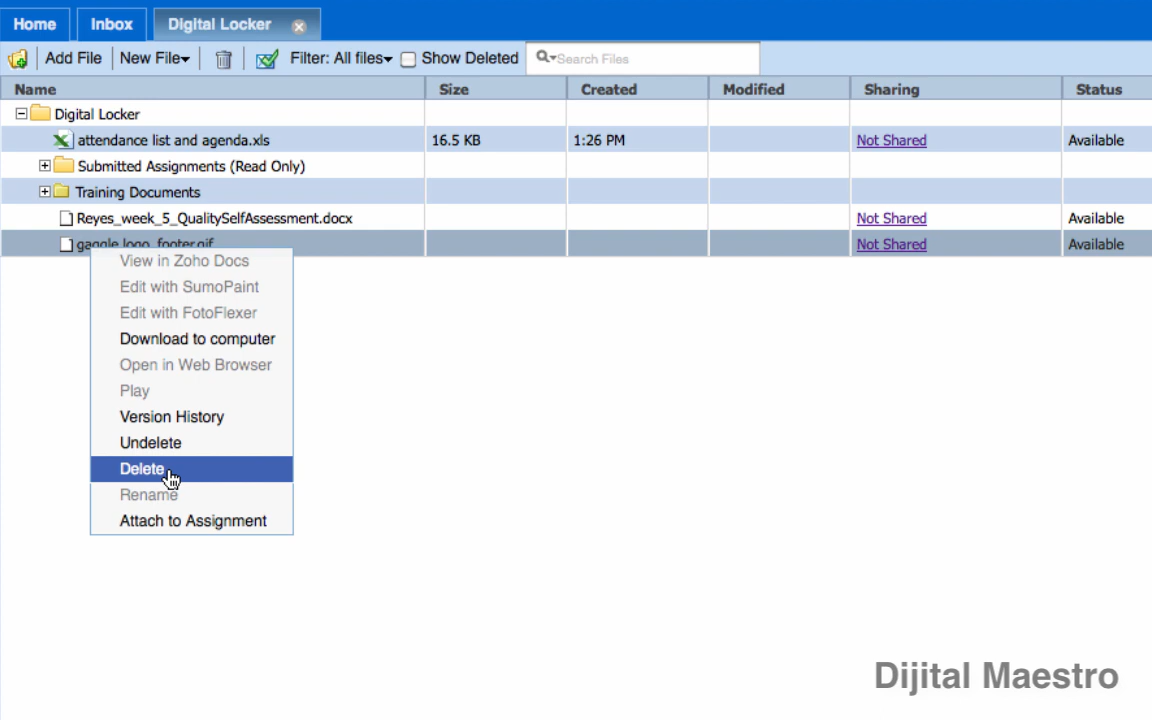 Home Inbox Digital Locker
Add File New File Filter: All files Show Deleted Search Files
Name Size Created Modified Sharing Status
Digital Locker
attendance list and agenda.xls 16.5 KB 1:26 PM Not Shared Available
Submitted Assignments (Read Only)
Training Documents
Reyes_week_5_QualitySelfAssessment.docx Not Shared Available
gaggle_logo_footer.gif Not Shared Available
View in Zoho Docs
Edit with SumoPaint
Edit with FotoFlexer
Download to computer
Open in Web Browser
Play
Version History
Undelete
Delete
Rename
Attach to Assignment
Dijital Maestro